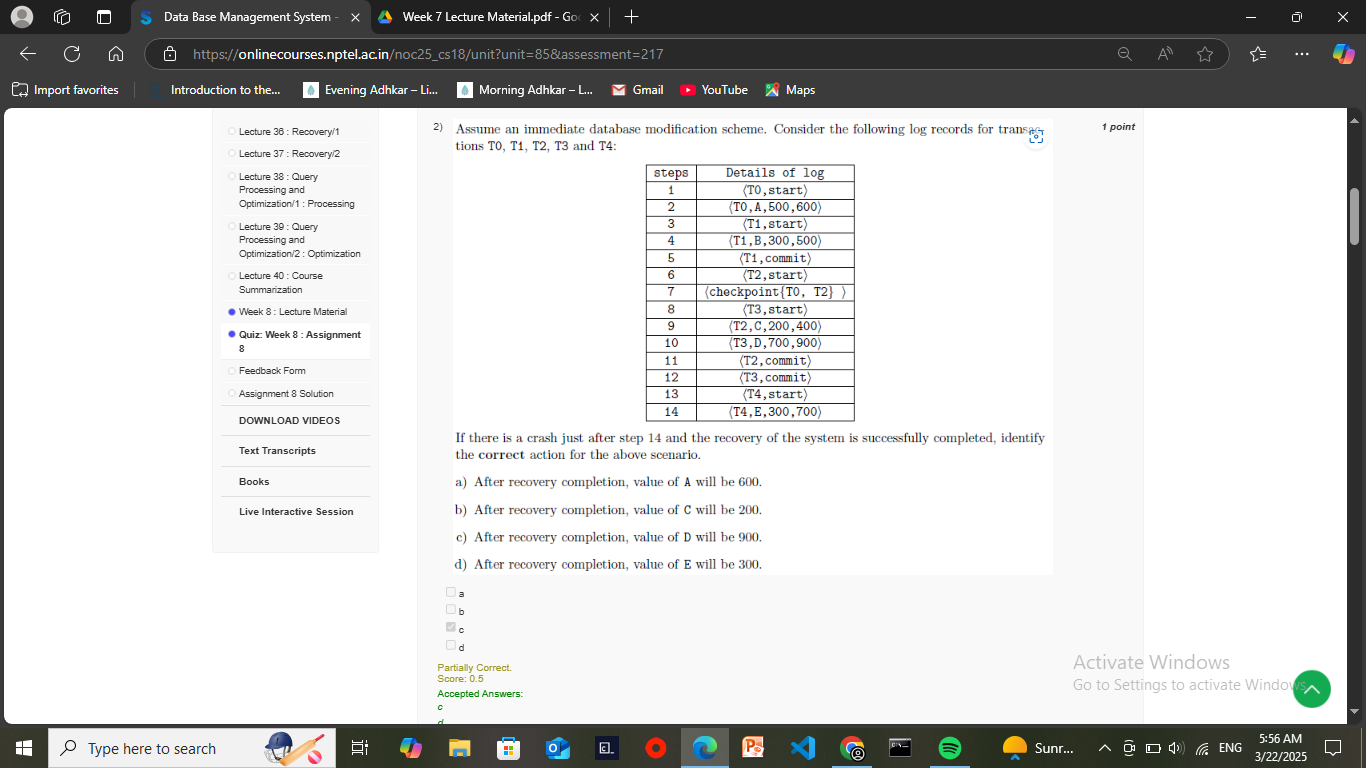 Data Base Management System -
Week 7 Lecture Material.pdf - Goo
https://onlinecourses.nptel.ac.in/noc25_cs18/unit?unit=85&assessment=217
Import favorites
Introduction to the...
Evening Adhkar – Li...
Morning Adhkar – L...
Gmail
YouTube
Maps
Lecture 36 : Recovery/1
Lecture 37 : Recovery/2
Lecture 38 : Query
Processing and
Optimization/1 : Processing
Lecture 39 : Query
Processing and
Optimization/2 : Optimization
Lecture 40 : Course
Summarization
Week 8 : Lecture Material
Quiz: Week 8 : Assignment
8
Feedback Form
Assignment 8 Solution
DOWNLOAD VIDEOS
Text Transcripts
Books
Live Interactive Session
2) Assume an immediate database modification scheme. Consider the following log records for transac-
1 point
tions T0, T1, T2, T3 and T4:
steps Details of log
1 ⟨T0,start⟩
2 ⟨T0,A,500,600⟩
3 ⟨T1,start⟩
4 ⟨T1,B,300,500⟩
5 ⟨T1,commit⟩
6 ⟨T2,start⟩
7 ⟨checkpoint{T0, T2} ⟩
8 ⟨T3,start⟩
9 ⟨T2,C,200,400⟩
10 ⟨T3,D,700,900⟩
11 ⟨T2,commit⟩
12 ⟨T3,commit⟩
13 ⟨T4,start⟩
14 ⟨T4,E,300,700⟩
If there is a crash just after step 14 and the recovery of the system is successfully completed, identify
the correct action for the above scenario.
a) After recovery completion, value of A will be 600.
b) After recovery completion, value of C will be 200.
c) After recovery completion, value of D will be 900.
d) After recovery completion, value of E will be 300.
a
b
c
d
Partially Correct.
Score: 0.5
Accepted Answers:
c
d
Activate Windows
Go to Settings to activate Windows.
Type here to search
Sunr...
ENG
5:56 AM
3/22/2025